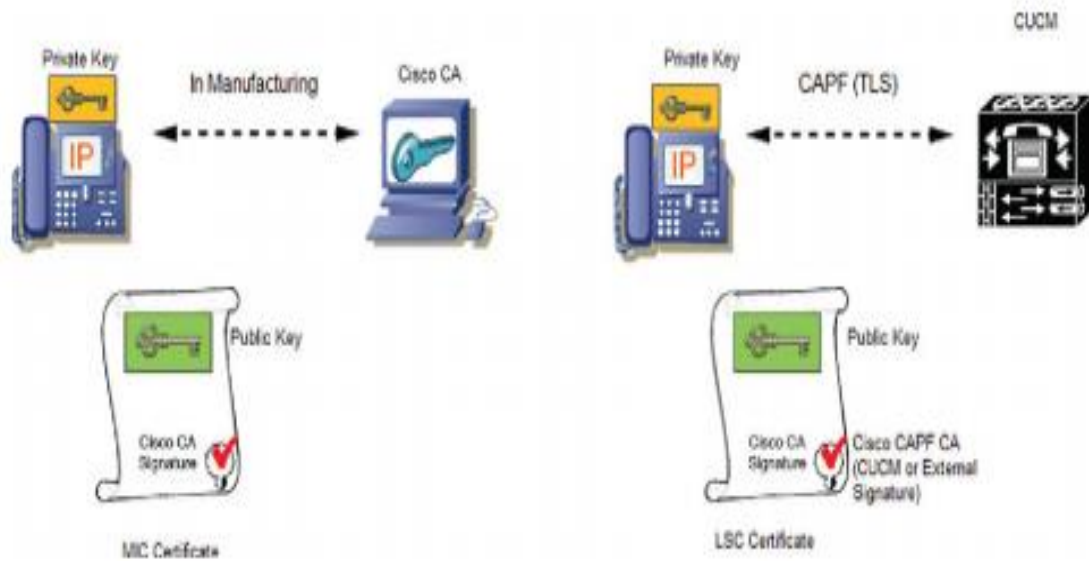 Private Key
In Manufacturing
Cisco CA
IP
Public Key
Cisco CA
Signature
MIC Certificate
CUCM
Private Key
CAPF (TLS)
IP
Public Key
Cisco CA
Signature
Cisco CAPF CA
(CUCM or External
Signature)
LSC Certificate